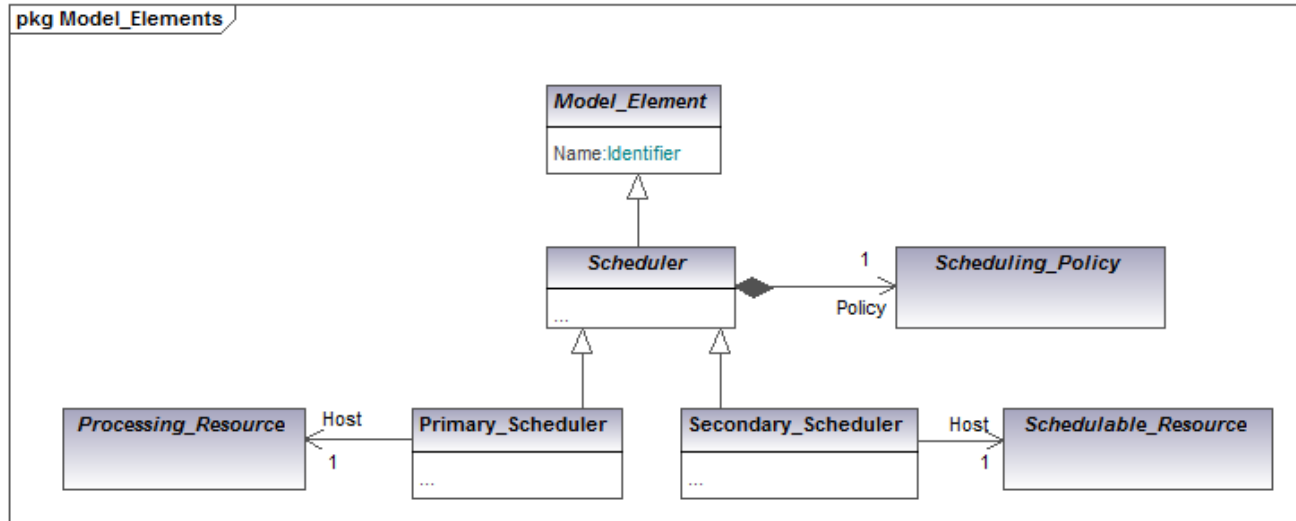 pkg Model_Elements
Model_Element
Name:Identifier
Scheduler
...
1
Policy
Scheduling_Policy
Processing_Resource
Host
1
Primary_Scheduler
...
Secondary_Scheduler
...
Host
1
Schedulable_Resource